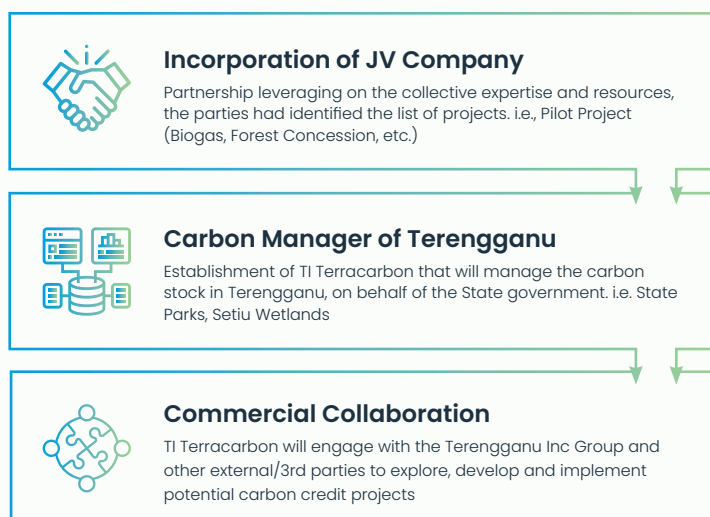 Incorporation of JV Company
Partnership leveraging on the collective expertise and resources,
the parties had identified the list of projects. i.e., Pilot Project
(Biogas, Forest Concession, etc.)
Carbon Manager of Terengganu
Establishment of TI Terracarbon that will manage the carbon
stock in Terengganu, on behalf of the State government. i.e. State
Parks, Setiu Wetlands
Commercial Collaboration
TI Terracarbon will engage with the Terengganu Inc Group and
other external/3rd parties to explore, develop and implement
potential carbon credit projects